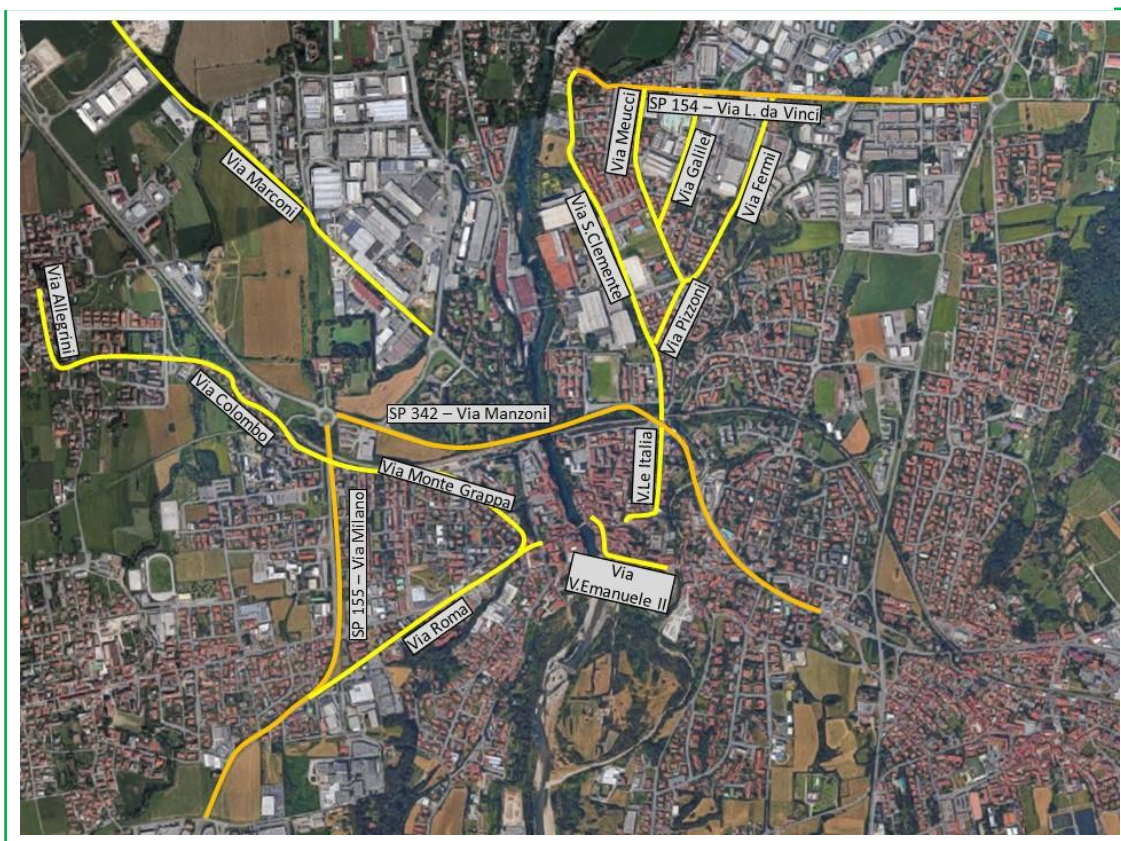 SP 154 – Via L. da Vinci
Via Meucci
Via Galilei
Via Fermi
Via Marconi
Via S.Clemente
Via Allegrini
Via Pizzoni
Via Colombo
SP 342 – Via Manzoni
V.Le Italia
Via Monte Grappa
SP 155 – Via Milano
Via
V.Emanuele II
Via Roma